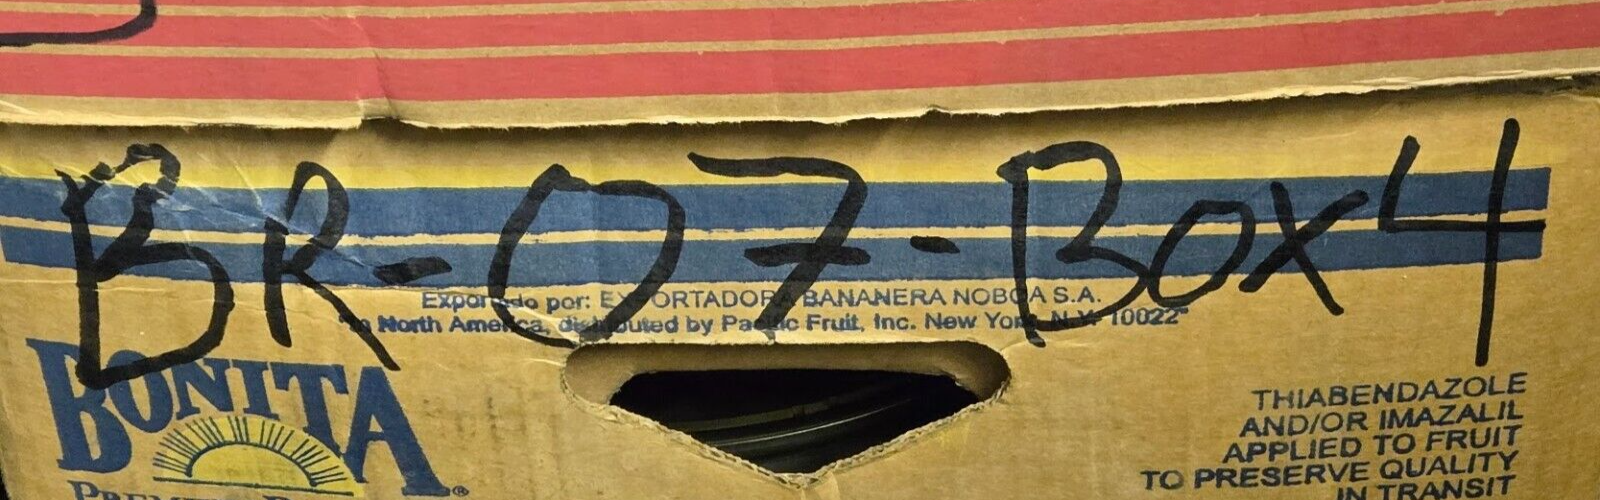 BR-07-Box4
Exportado por: EXPORTADORA BANANERA NOBOA S.A.
"In North America, distributed by Pacific Fruit, Inc. New York, N.Y. 10022"
BONITA®
THIABENDAZOLE
AND/OR IMAZALIL
APPLIED TO FRUIT
TO PRESERVE QUALITY
IN TRANSIT